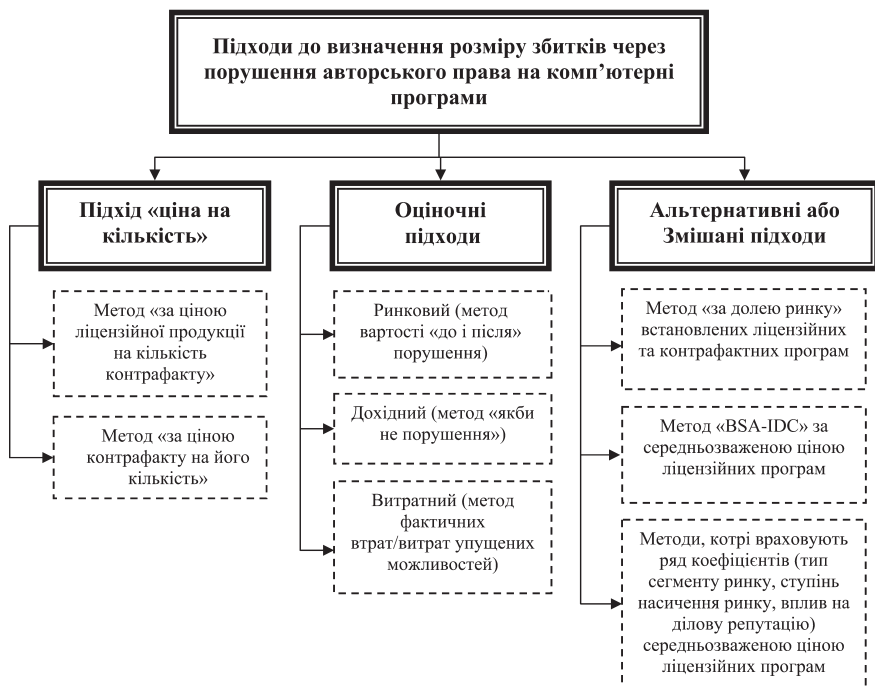 Підходи до визначення розміру збитків через
порушення авторського права на комп’ютерні
програми
Підхід «ціна на
кількість»
Метод «за ціною
ліцензійної продукції
на кількість
контрафакту»
Метод «за ціною
контрафакту на його
кількість»
Оціночні
підходи
Ринковий (метод
вартості «до і після»
порушення)
Дохідний (метод «якби
не порушення»)
Витратний (метод
фактичних
втрат/витрат упущених
можливостей)
Альтернативні або
Змішані підходи
Метод «за долею ринку»
встановлених ліцензійних
та контрафактних програм
Метод «BSA-IDC» за
середньозваженою ціною
ліцензійних програм
Методи, котрі враховують
ряд коефіцієнтів (тип
сегменту ринку, ступінь
насичення ринку, вплив на
ділову репутацію)
середньозваженою ціною
ліцензійних програм